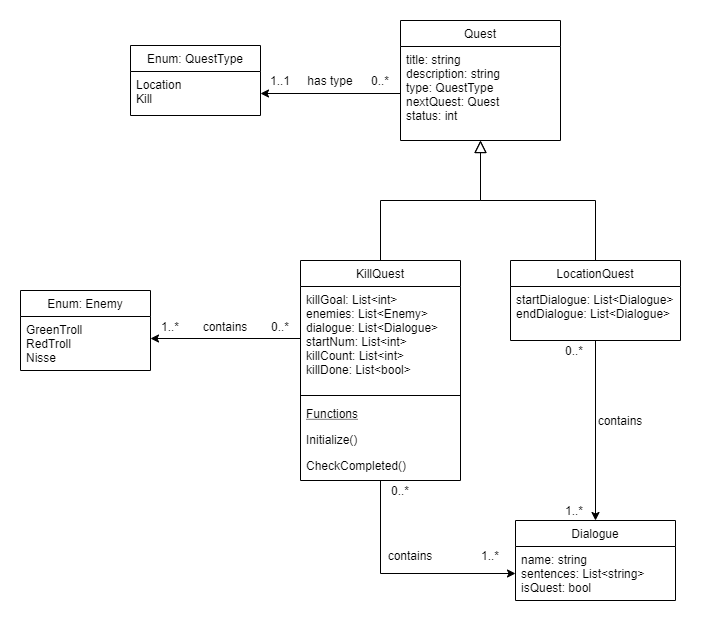 Quest
title: string
description: string
type: QuestType
nextQuest: Quest
status: int
Enum: QuestType
Location
Kill
1..1 has type 0..*
KillQuest
killGoal: List<int>
enemies: List<Enemy>
dialogue: List<Dialogue>
startNum: List<int>
killCount: List<int>
killDone: List<bool>
Functions
Initialize()
CheckCompleted()
LocationQuest
startDialogue: List<Dialogue>
endDialogue: List<Dialogue>
Enum: Enemy
GreenTroll
RedTroll
Nisse
1..* contains 0..*
0..*
contains
1..*
0..*
contains 1..*
Dialogue
name: string
sentences: List<string>
isQuest: bool